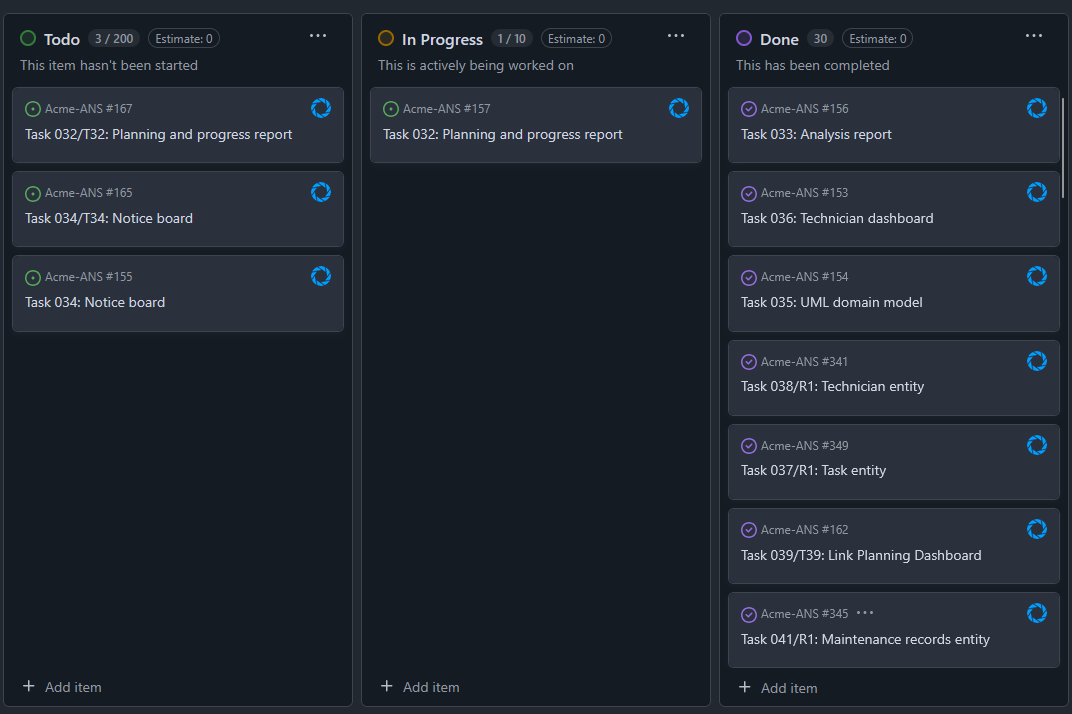 Todo 3 / 200 Estimate: 0
This item hasn't been started
Acme-ANS #167
Task 032/T32: Planning and progress report
Acme-ANS #165
Task 034/T34: Notice board
Acme-ANS #155
Task 034: Notice board
+ Add item
In Progress 1 / 10 Estimate: 0
This is actively being worked on
Acme-ANS #157
Task 032: Planning and progress report
+ Add item
Done 30 Estimate: 0
This has been completed
Acme-ANS #156
Task 033: Analysis report
Acme-ANS #153
Task 036: Technician dashboard
Acme-ANS #154
Task 035: UML domain model
Acme-ANS #341
Task 038/R1: Technician entity
Acme-ANS #349
Task 037/R1: Task entity
Acme-ANS #162
Task 039/T39: Link Planning Dashboard
Acme-ANS #345
Task 041/R1: Maintenance records entity
+ Add item